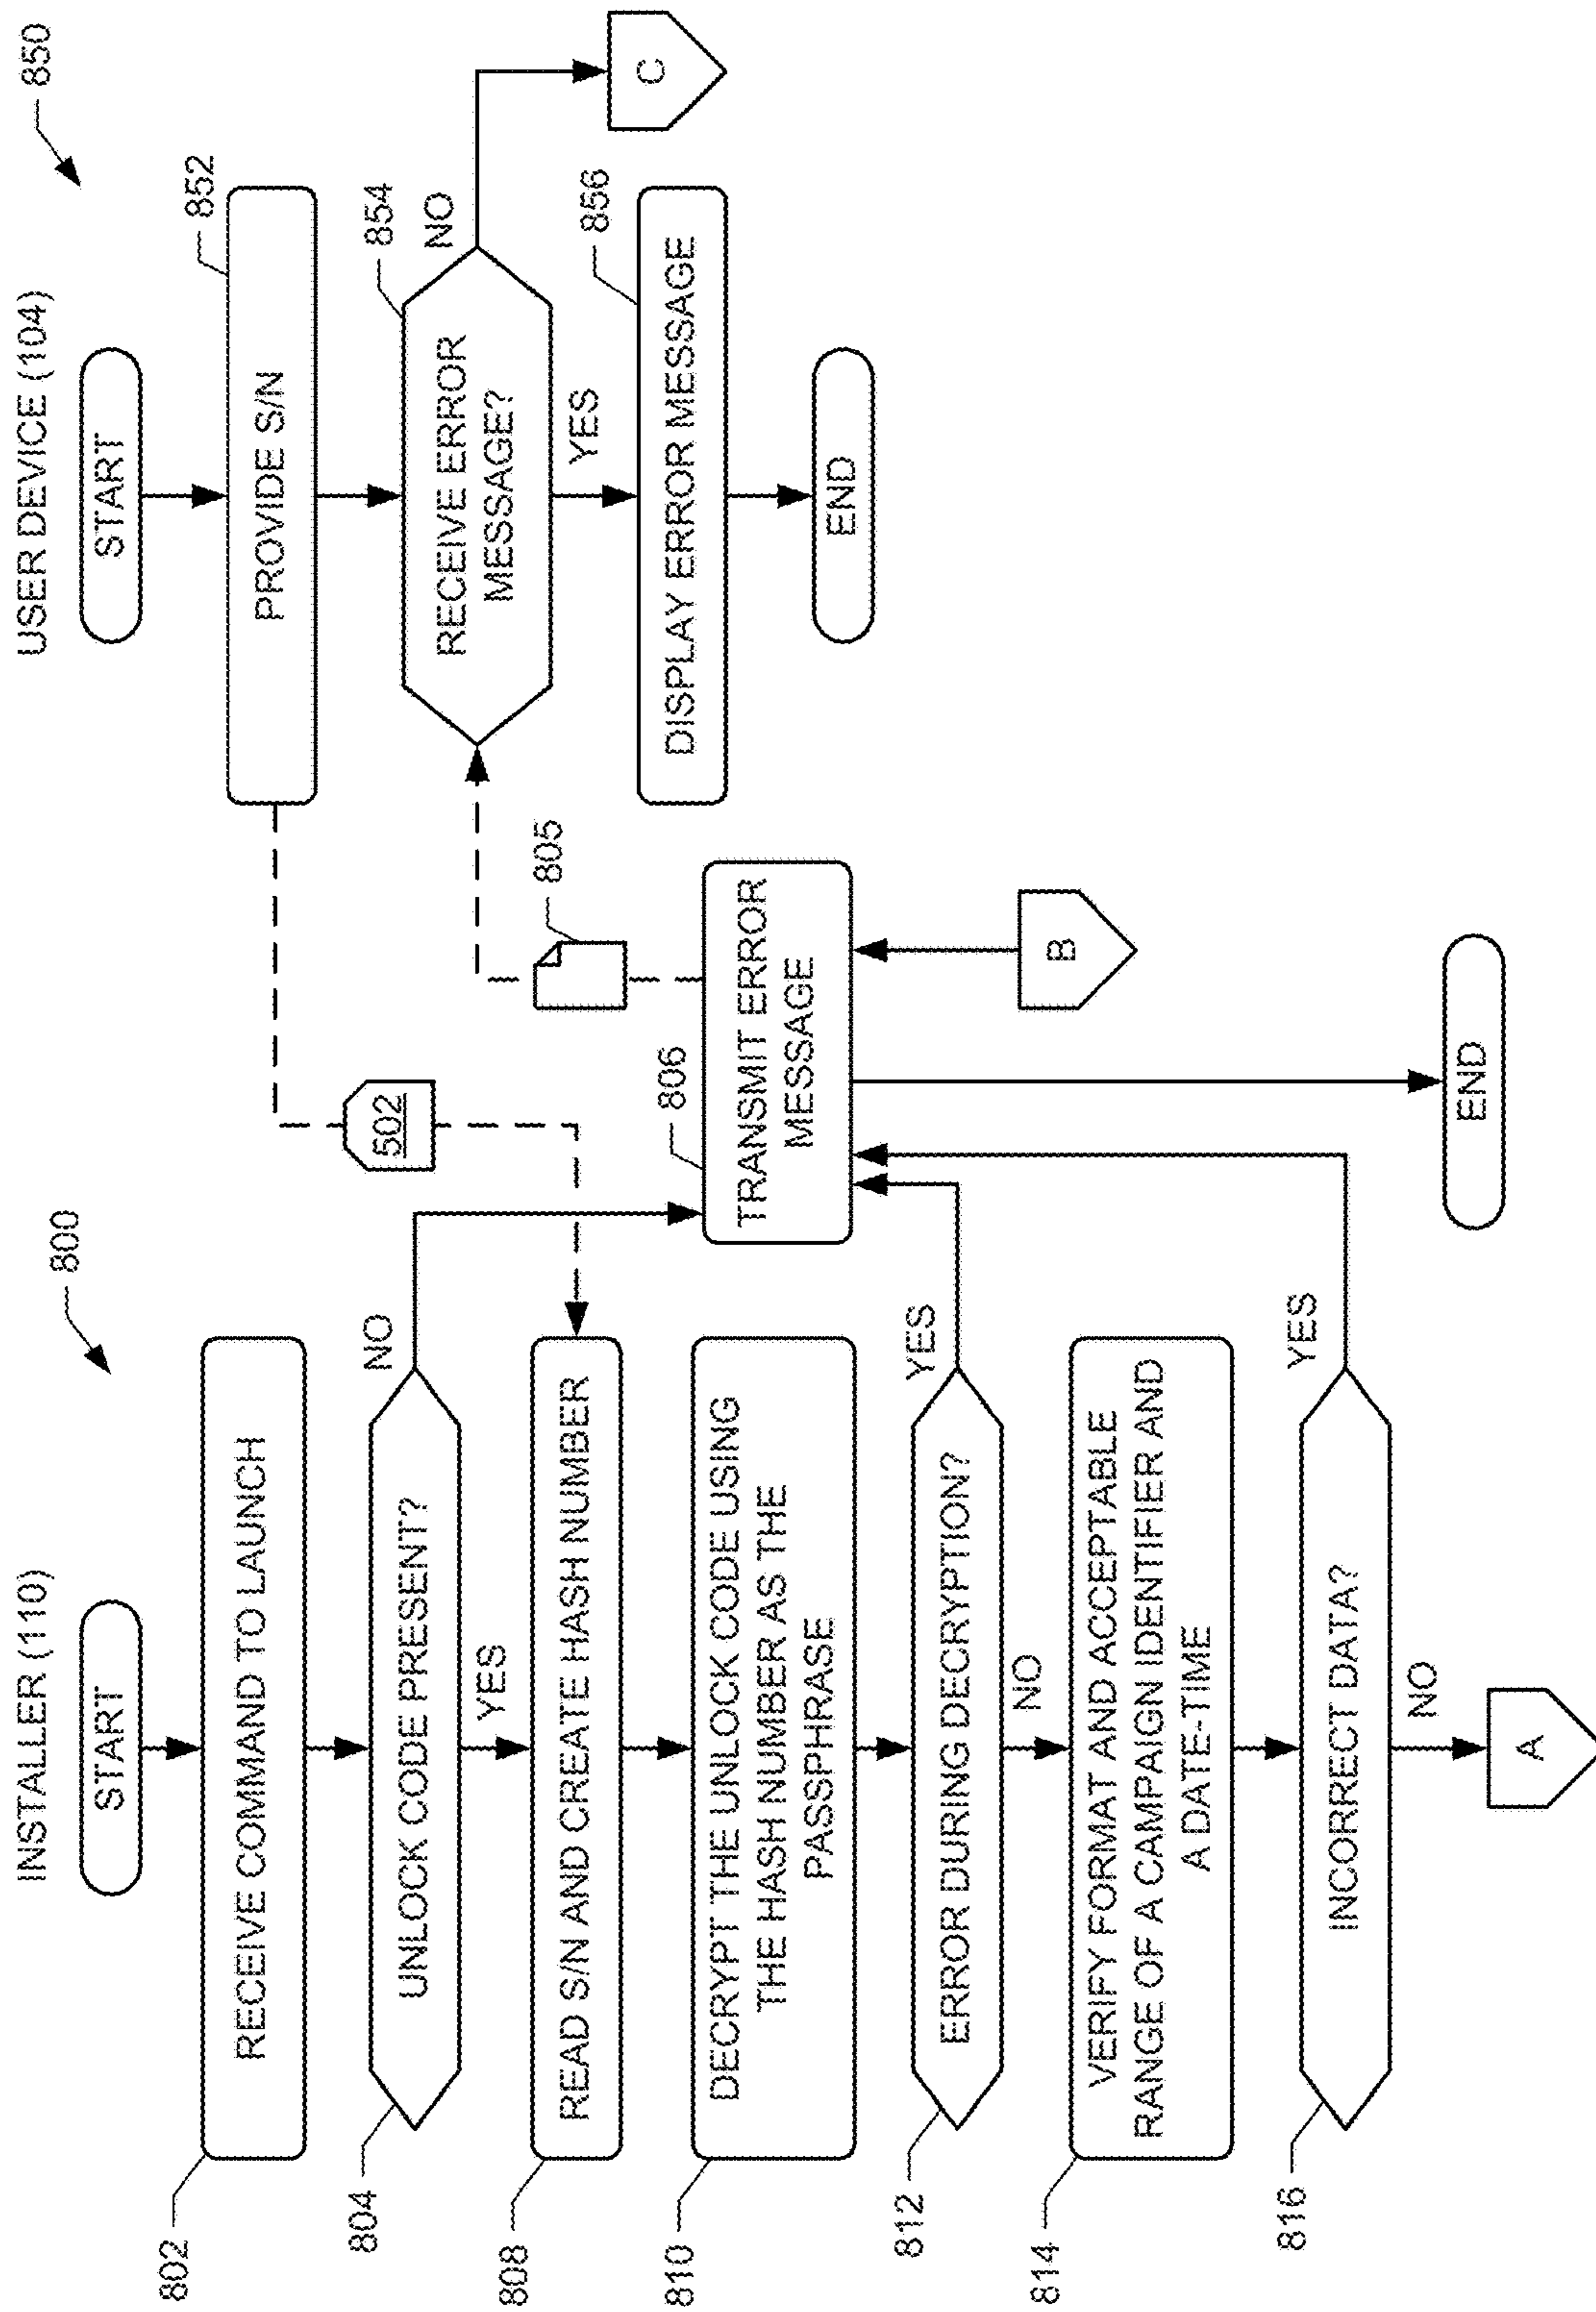 INSTALLER (110)
800
START
802
RECEIVE COMMAND TO LAUNCH
804
UNLOCK CODE PRESENT?
NO
YES
808
READ S/N AND CREATE HASH NUMBER
810
DECRYPT THE UNLOCK CODE USING
THE HASH NUMBER AS THE
PASSPHRASE
812
ERROR DURING DECRYPTION?
YES
NO
814
VERIFY FORMAT AND ACCEPTABLE
RANGE OF A CAMPAIGN IDENTIFIER AND
A DATE-TIME
816
INCORRECT DATA?
YES
NO
A
502
805
806
TRANSMIT ERROR
MESSAGE
B
END
USER DEVICE (104)
850
START
852
PROVIDE S/N
854
RECEIVE ERROR
MESSAGE?
NO
C
YES
856
DISPLAY ERROR MESSAGE
END